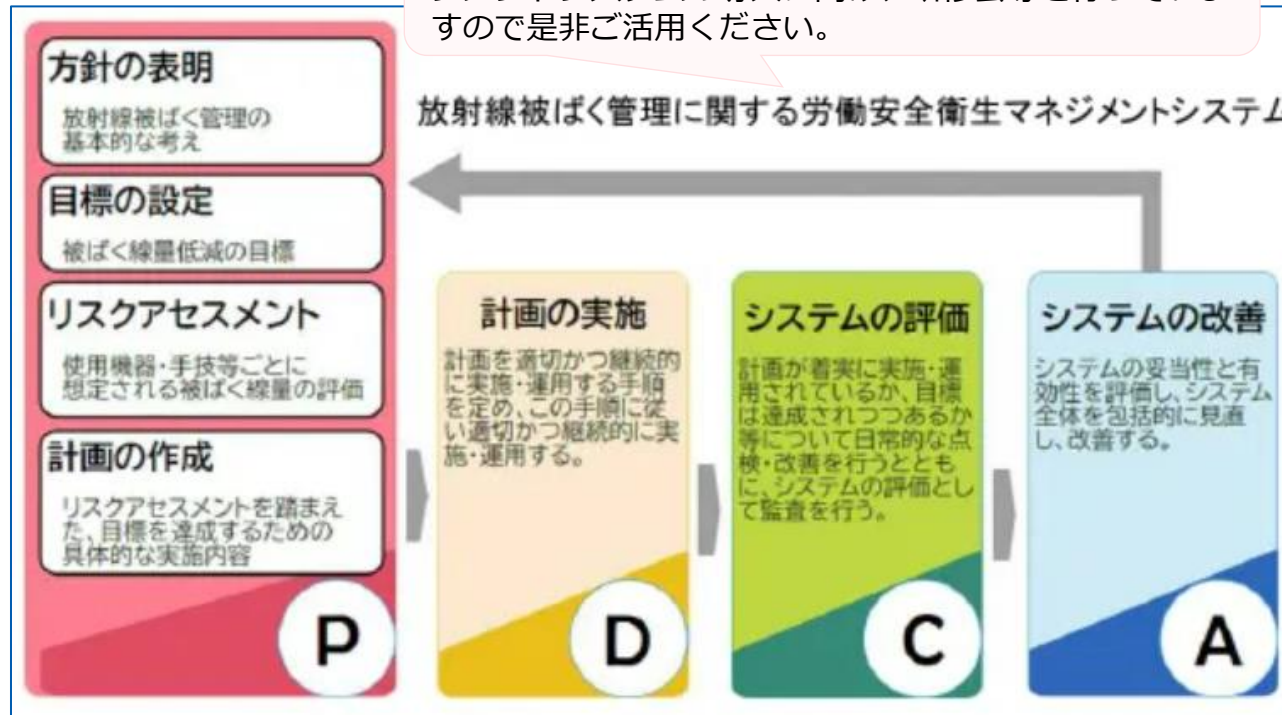 すので是非ご活用ください。
放射線被ばく管理に関する労働安全衛生マネジメントシステム
方針の表明
放射線被ばく管理の
基本的な考え
目標の設定
被ばく線量低減の目標
リスクアセスメント
使用機器・手技等ごとに
想定される被ばく線量の評価
計画の作成
リスクアセスメントを踏まえ
た、目標を達成するための
具体的な実施内容
P
計画の実施
計画を適切かつ継続的
に実施・運用する手順
を定め、この手順に従
い適切かつ継続的に実
施・運用する。
D
システムの評価
計画が着実に実施・運
用されているか、目標
は達成されつつあるか
等について日常的な点
検・改善を行うととも
に、システムの評価とし
て監査を行う。
C
システムの改善
システムの妥当性と有
効性を評価し、システム
全体を包括的に見直
し、改善する。
A